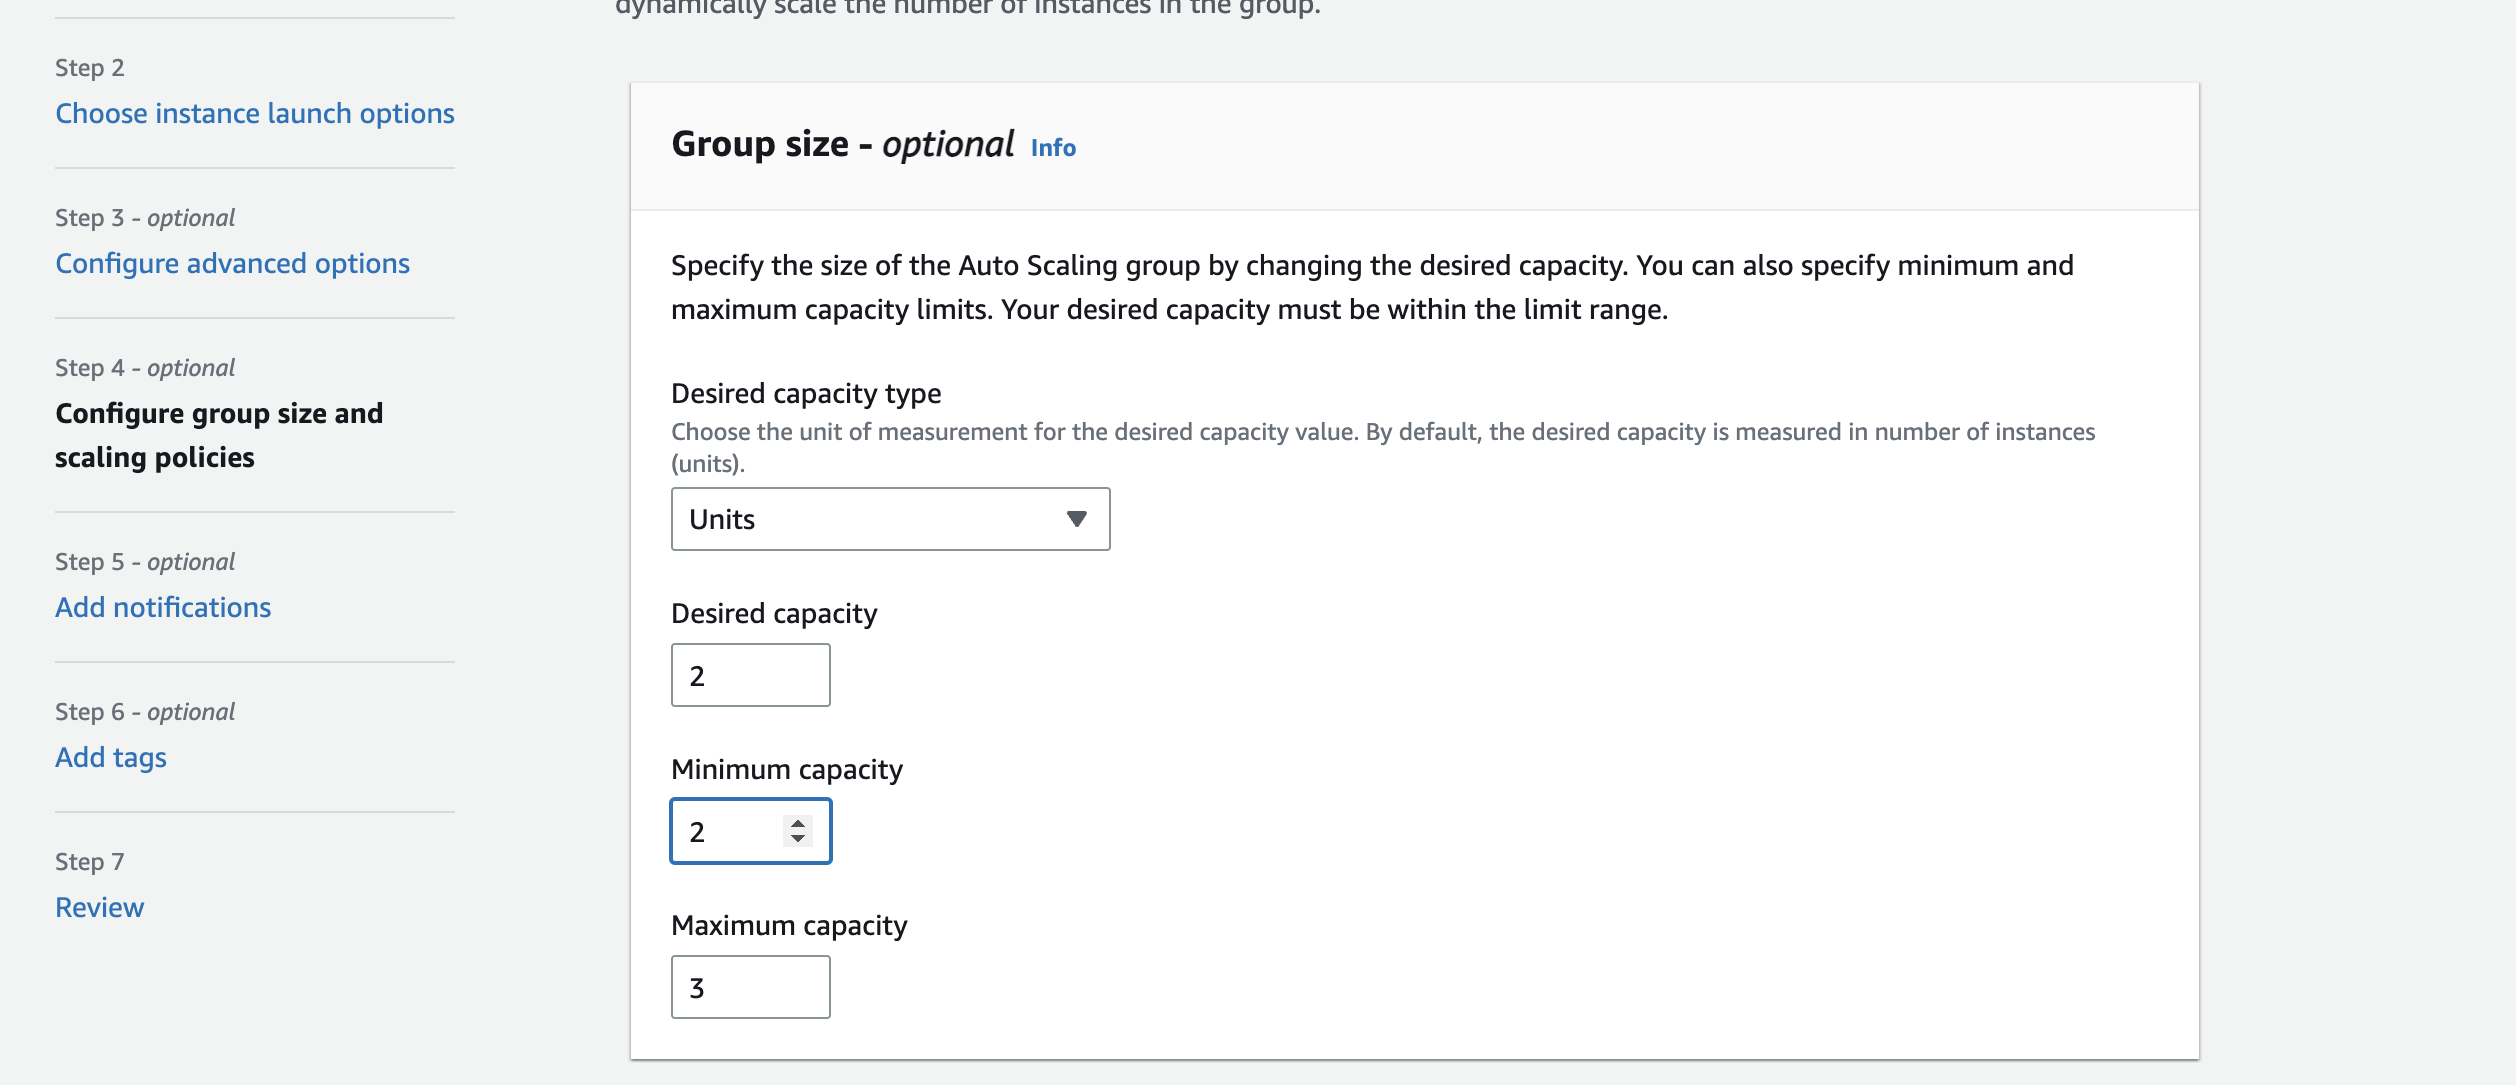 dynamically scale the number of instances in the group.
Step 2
Choose instance launch options
Step 3 - optional
Configure advanced options
Step 4 - optional
Configure group size and
scaling policies
Step 5 - optional
Add notifications
Step 6 - optional
Add tags
Step 7
Review
Group size - optional Info
Specify the size of the Auto Scaling group by changing the desired capacity. You can also specify minimum and
maximum capacity limits. Your desired capacity must be within the limit range.
Desired capacity type
Choose the unit of measurement for the desired capacity value. By default, the desired capacity is measured in number of instances
(units).
Units
Desired capacity
2
Minimum capacity
2
Maximum capacity
3